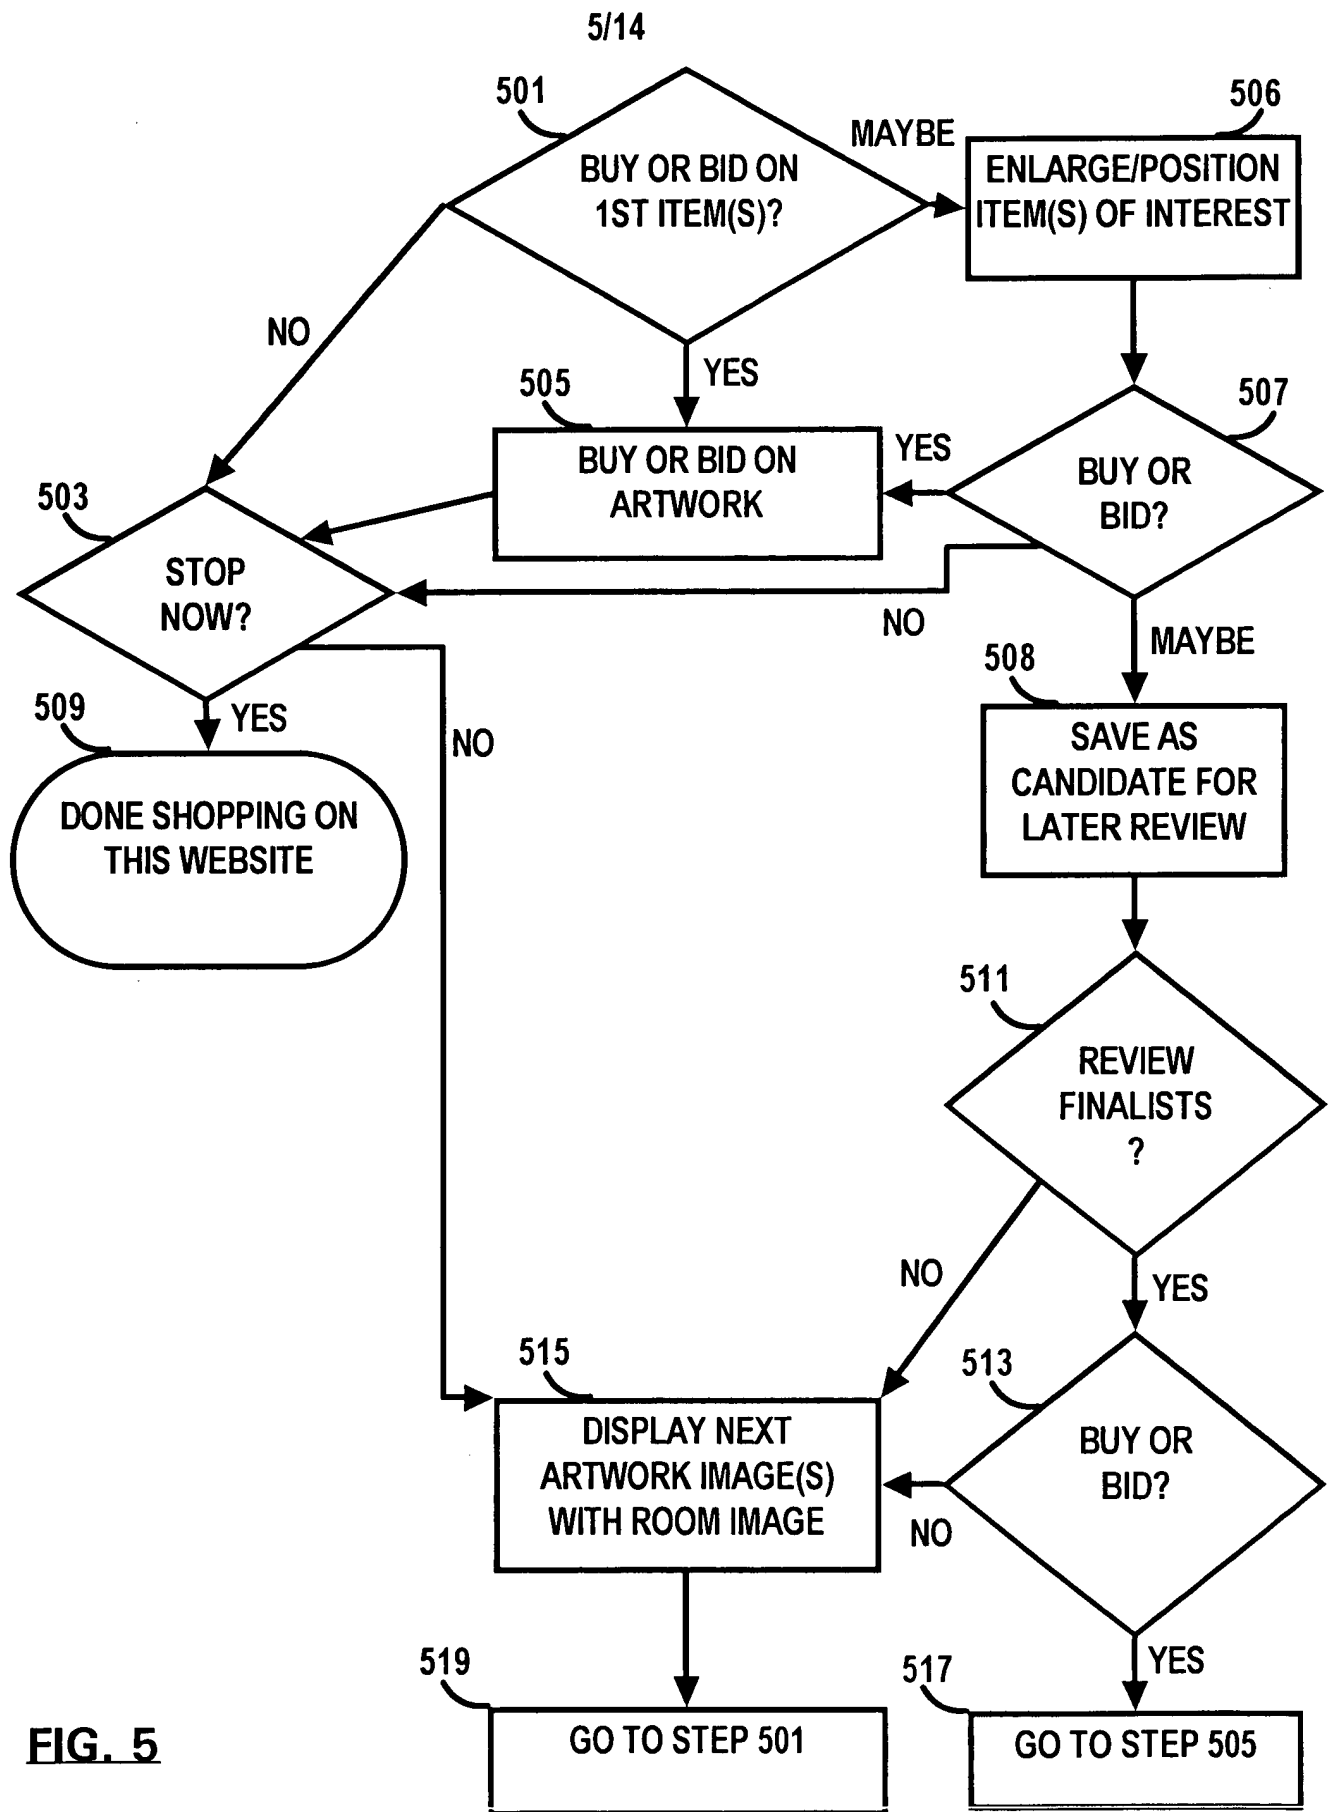 5/14
501
BUY OR BID ON
1ST ITEM(S)?
MAYBE
506
ENLARGE/POSITION
ITEM(S) OF INTEREST
NO
YES
505
BUY OR BID ON
ARTWORK
YES
507
BUY OR
BID?
503
STOP
NOW?
NO
MAYBE
508
SAVE AS
CANDIDATE FOR
LATER REVIEW
509
YES
NO
DONE SHOPPING ON
THIS WEBSITE
511
REVIEW
FINALISTS
?
NO
YES
515
DISPLAY NEXT
ARTWORK IMAGE(S)
WITH ROOM IMAGE
513
BUY OR
BID?
NO
YES
519
GO TO STEP 501
517
GO TO STEP 505
FIG. 5